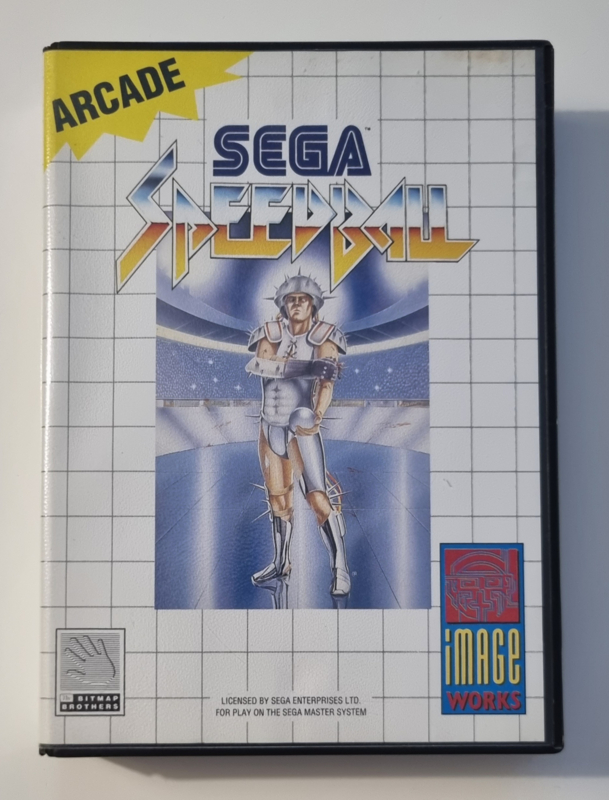 ARCADE
SEGA™
SPEEDBALL
THE BITMAP
BROTHERS
LICENSED BY SEGA ENTERPRISES LTD.
FOR PLAY ON THE SEGA MASTER SYSTEM
iMAGE
WORKS